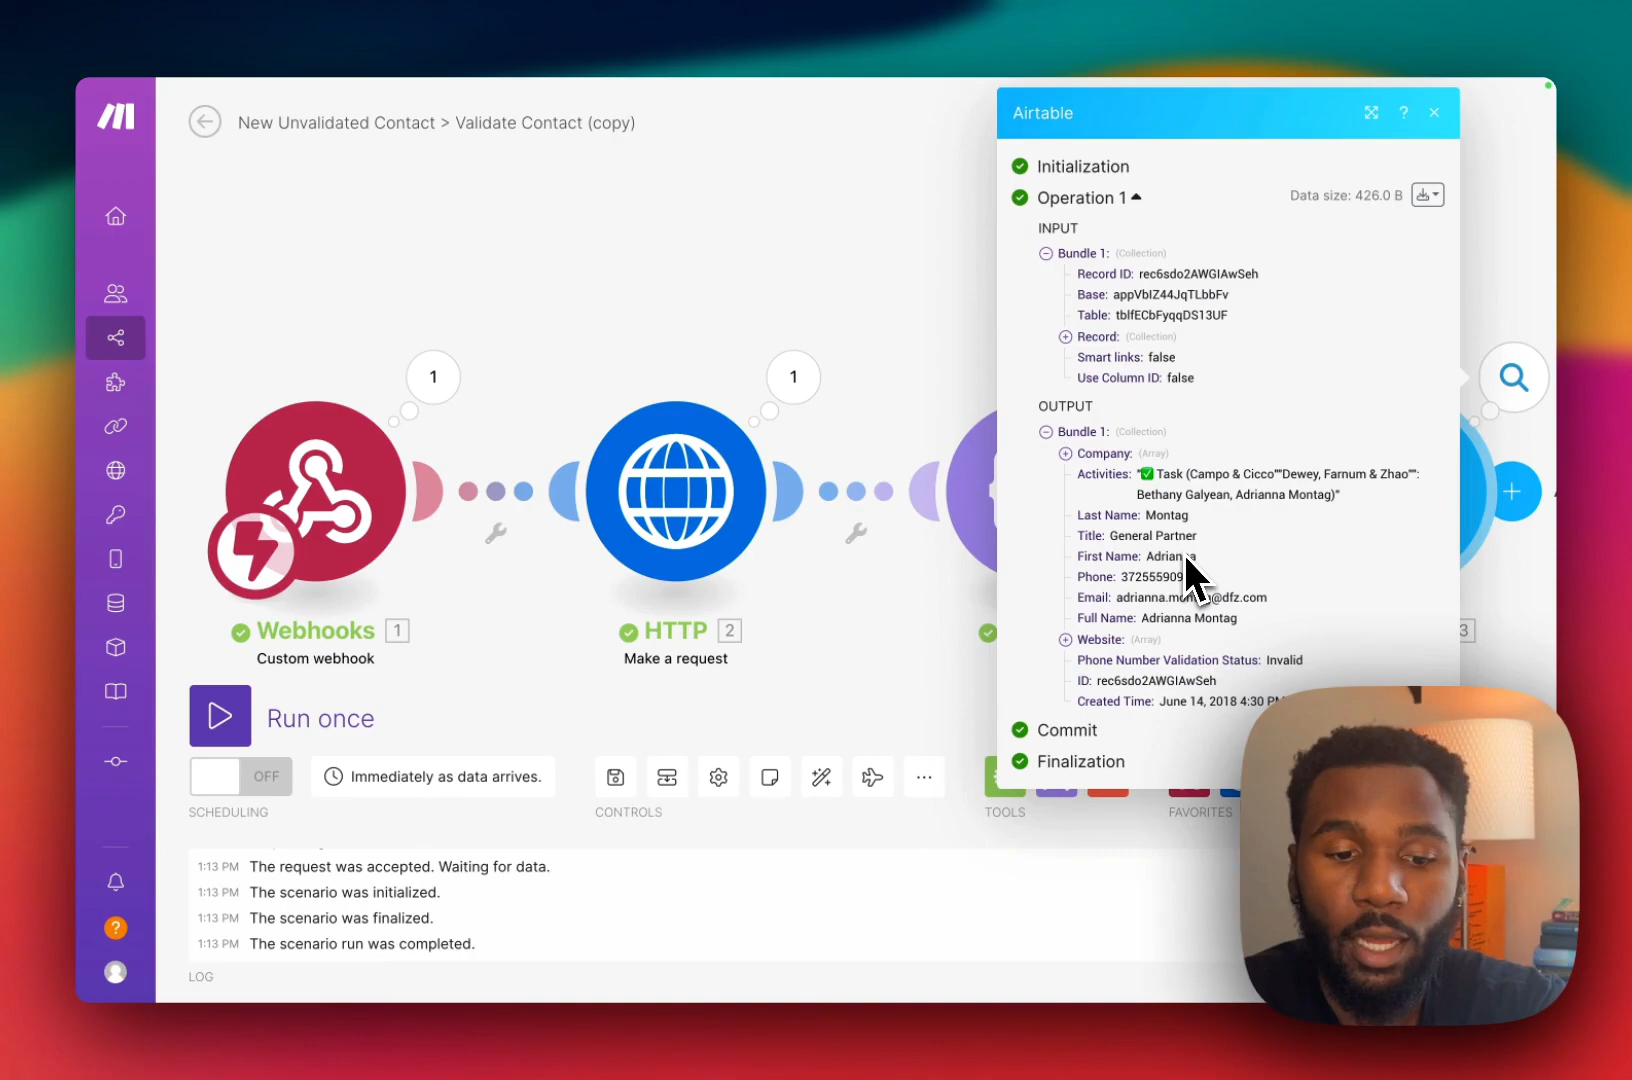 New Unvalidated Contact > Validate Contact (copy)
Airtable
?
Initialization
Operation 1
Data size: 426.0 B
INPUT
Bundle 1: (Collection)
Record ID: rec6sdo2AWGIAwSeh
Base: appVbIZ44JqTLbbFv
Table: tblfECbFyqqDS13UF
Record: (Collection)
Smart links: false
Use Column ID: false
OUTPUT
Bundle 1: (Collection)
Company: (Array)
Activities: "✅ Task (Campo & Cicco""Dewey, Farnum & Zhao"":
Bethany Galyean, Adrianna Montag)"
Last Name: Montag
Title: General Partner
First Name: Adrianna
Phone: 372555909
Email: @dfz.com
Full Name: Adrianna Montag
Website: (Array)
Phone Number Validation Status: Invalid
ID: rec6sdo2AWGIAwSeh
Created Time: June 14, 2018 4:30 PM
Commit
Finalization
1
1
Webhooks 1
Custom webhook
HTTP 2
Make a request
3
Run once
OFF
Immediately as data arrives.
SCHEDULING
CONTROLS
TOOLS
FAVORITES
1:13 PM The request was accepted. Waiting for data.
1:13 PM The scenario was initialized.
1:13 PM The scenario was finalized.
1:13 PM The scenario run was completed.
LOG
?